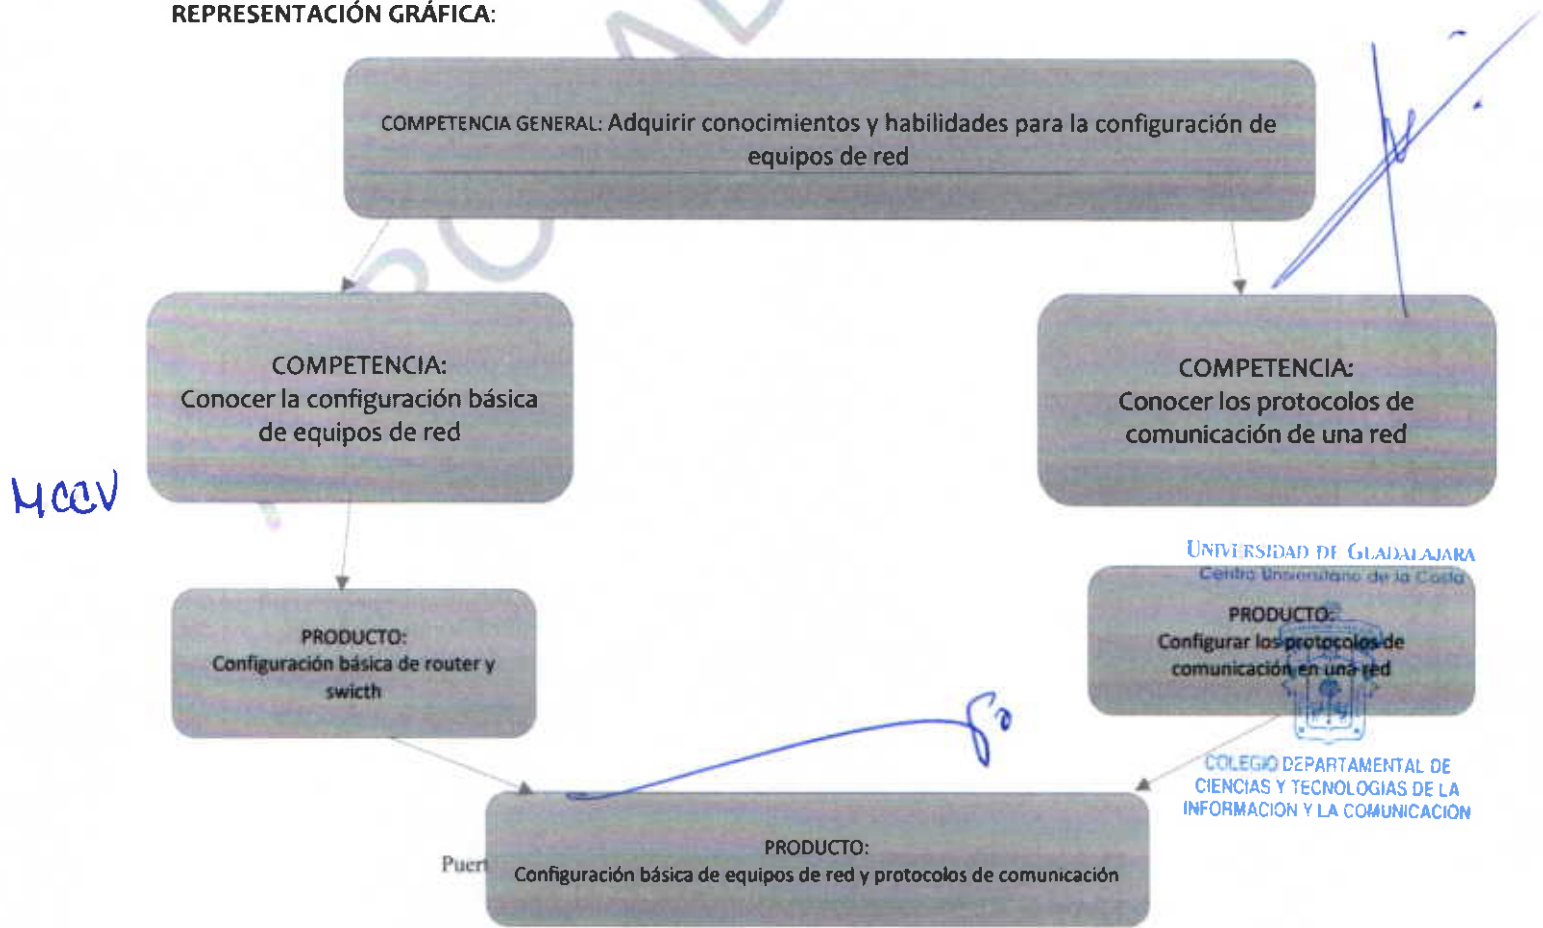 REPRESENTACIÓN GRÁFICA:
COMPETENCIA GENERAL: Adquirir conocimientos y habilidades para la configuración de
equipos de red
COMPETENCIA:
Conocer la configuración básica
de equipos de red
COMPETENCIA:
Conocer los protocolos de
comunicación de una red
MCCV
UNIVERSIDAD DE GUADALAJARA
Centro Universitario de la Costa
PRODUCTO:
Configuración básica de router y
swicth
PRODUCTO:
Configurar los protocolos de
comunicación en una red
COLEGIO DEPARTAMENTAL DE
CIENCIAS Y TECNOLOGIAS DE LA
INFORMACION Y LA COMUNICACION
Puert
PRODUCTO:
Configuración básica de equipos de red y protocolos de comunicación